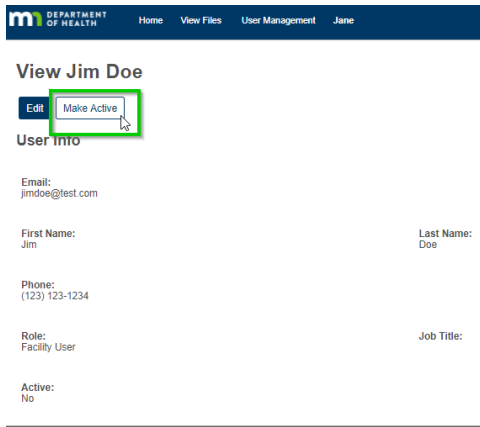 DEPARTMENT
OF HEALTH
Home View Files User Management Jane
View Jim Doe
Edit Make Active
User Info
Email:
jimdoe@test.com
First Name: Last Name:
Jim Doe
Phone:
(123) 123-1234
Role: Job Title:
Facility User
Active:
No